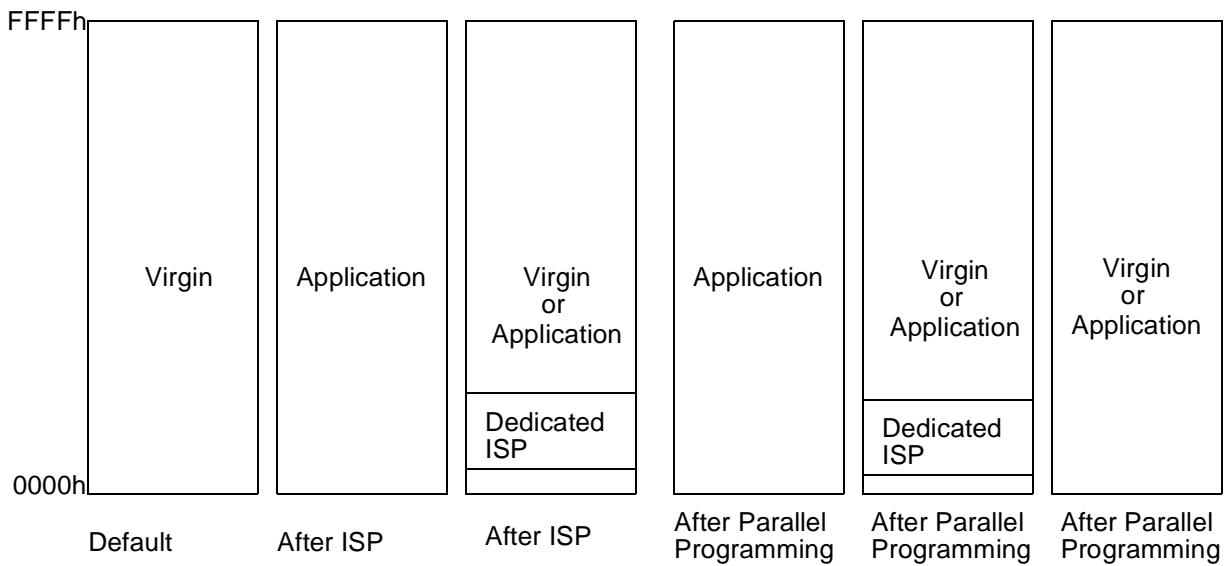 FFFFh
Virgin
Application
Virgin
or
Application
Application
Virgin
or
Application
Virgin
or
Application
Dedicated
ISP
Dedicated
ISP
0000h
Default
After ISP
After ISP
After Parallel
Programming
After Parallel
Programming
After Parallel
Programming